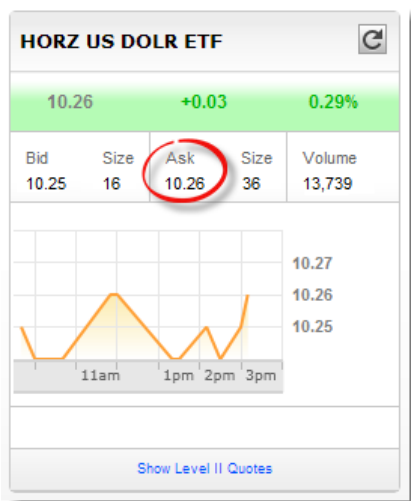 HORZ US DOLR ETF
10.26 +0.03 0.29%
Bid Size Ask Size Volume
10.25 16 10.26 36 13,739
10.27
10.26
10.25
11am 1pm 2pm 3pm
Show Level II Quotes